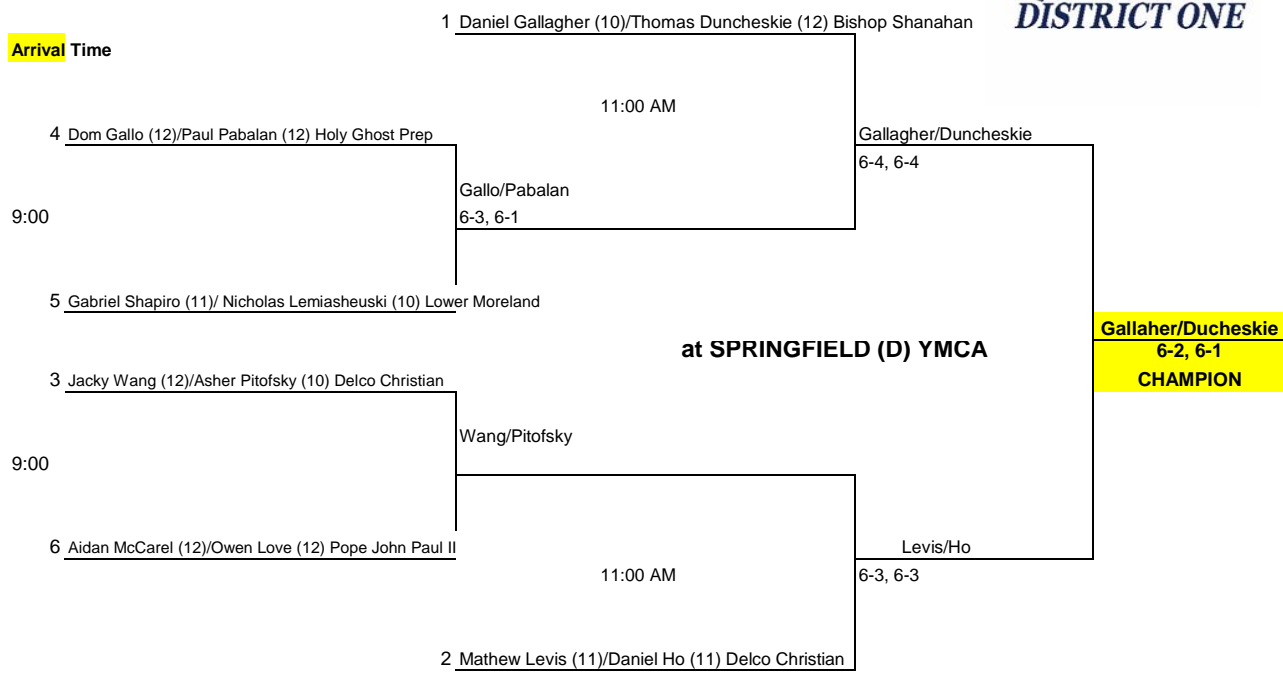 DISTRICT ONE
1 Daniel Gallagher (10)/Thomas Duncheskie (12) Bishop Shanahan
Arrival Time
11:00 AM
4 Dom Gallo (12)/Paul Pabalan (12) Holy Ghost Prep
Gallagher/Duncheskie
6-4, 6-4
Gallo/Pabalan
9:00
6-3, 6-1
5 Gabriel Shapiro (11)/ Nicholas Lemiasheuski (10) Lower Moreland
Gallaher/Ducheskie
at SPRINGFIELD (D) YMCA
6-2, 6-1
CHAMPION
3 Jacky Wang (12)/Asher Pitofsky (10) Delco Christian
Wang/Pitofsky
9:00
6 Aidan McCarel (12)/Owen Love (12) Pope John Paul II
Levis/Ho
11:00 AM
6-3, 6-3
2 Mathew Levis (11)/Daniel Ho (11) Delco Christian